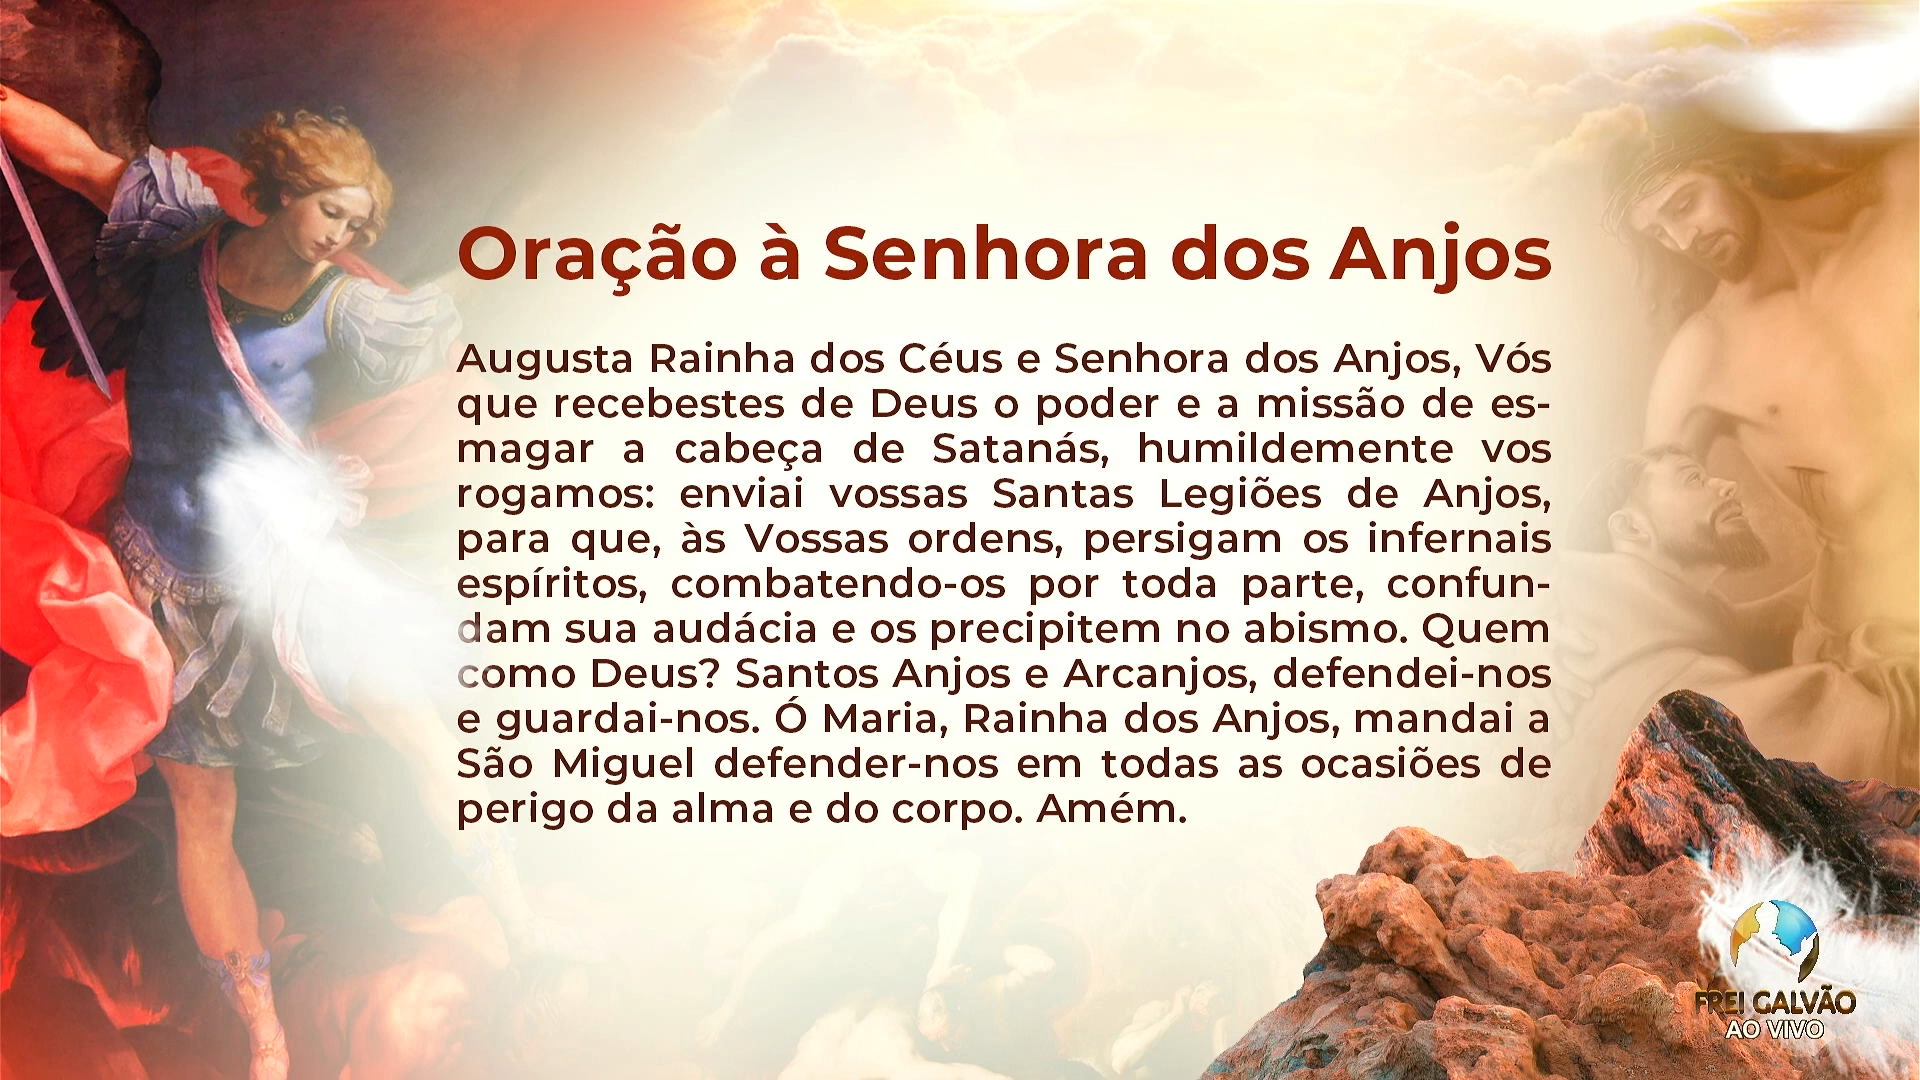 Oração à Senhora dos Anjos
Augusta Rainha dos Céus e Senhora dos Anjos, Vós
que recebestes de Deus o poder e a missão de es-
magar a cabeça de Satanás, humildemente vos
rogamos: enviai vossas Santas Legiões de Anjos,
para que, às Vossas ordens, persigam os infernais
espíritos, combatendo-os por toda parte, confun-
dam sua audácia e os precipitem no abismo. Quem
como Deus? Santos Anjos e Arcanjos, defendei-nos
e guardai-nos. Ó Maria, Rainha dos Anjos, mandai a
São Miguel defender-nos em todas as ocasiões de
perigo da alma e do corpo. Amém.
FREI GALVÃO
AO VIVO